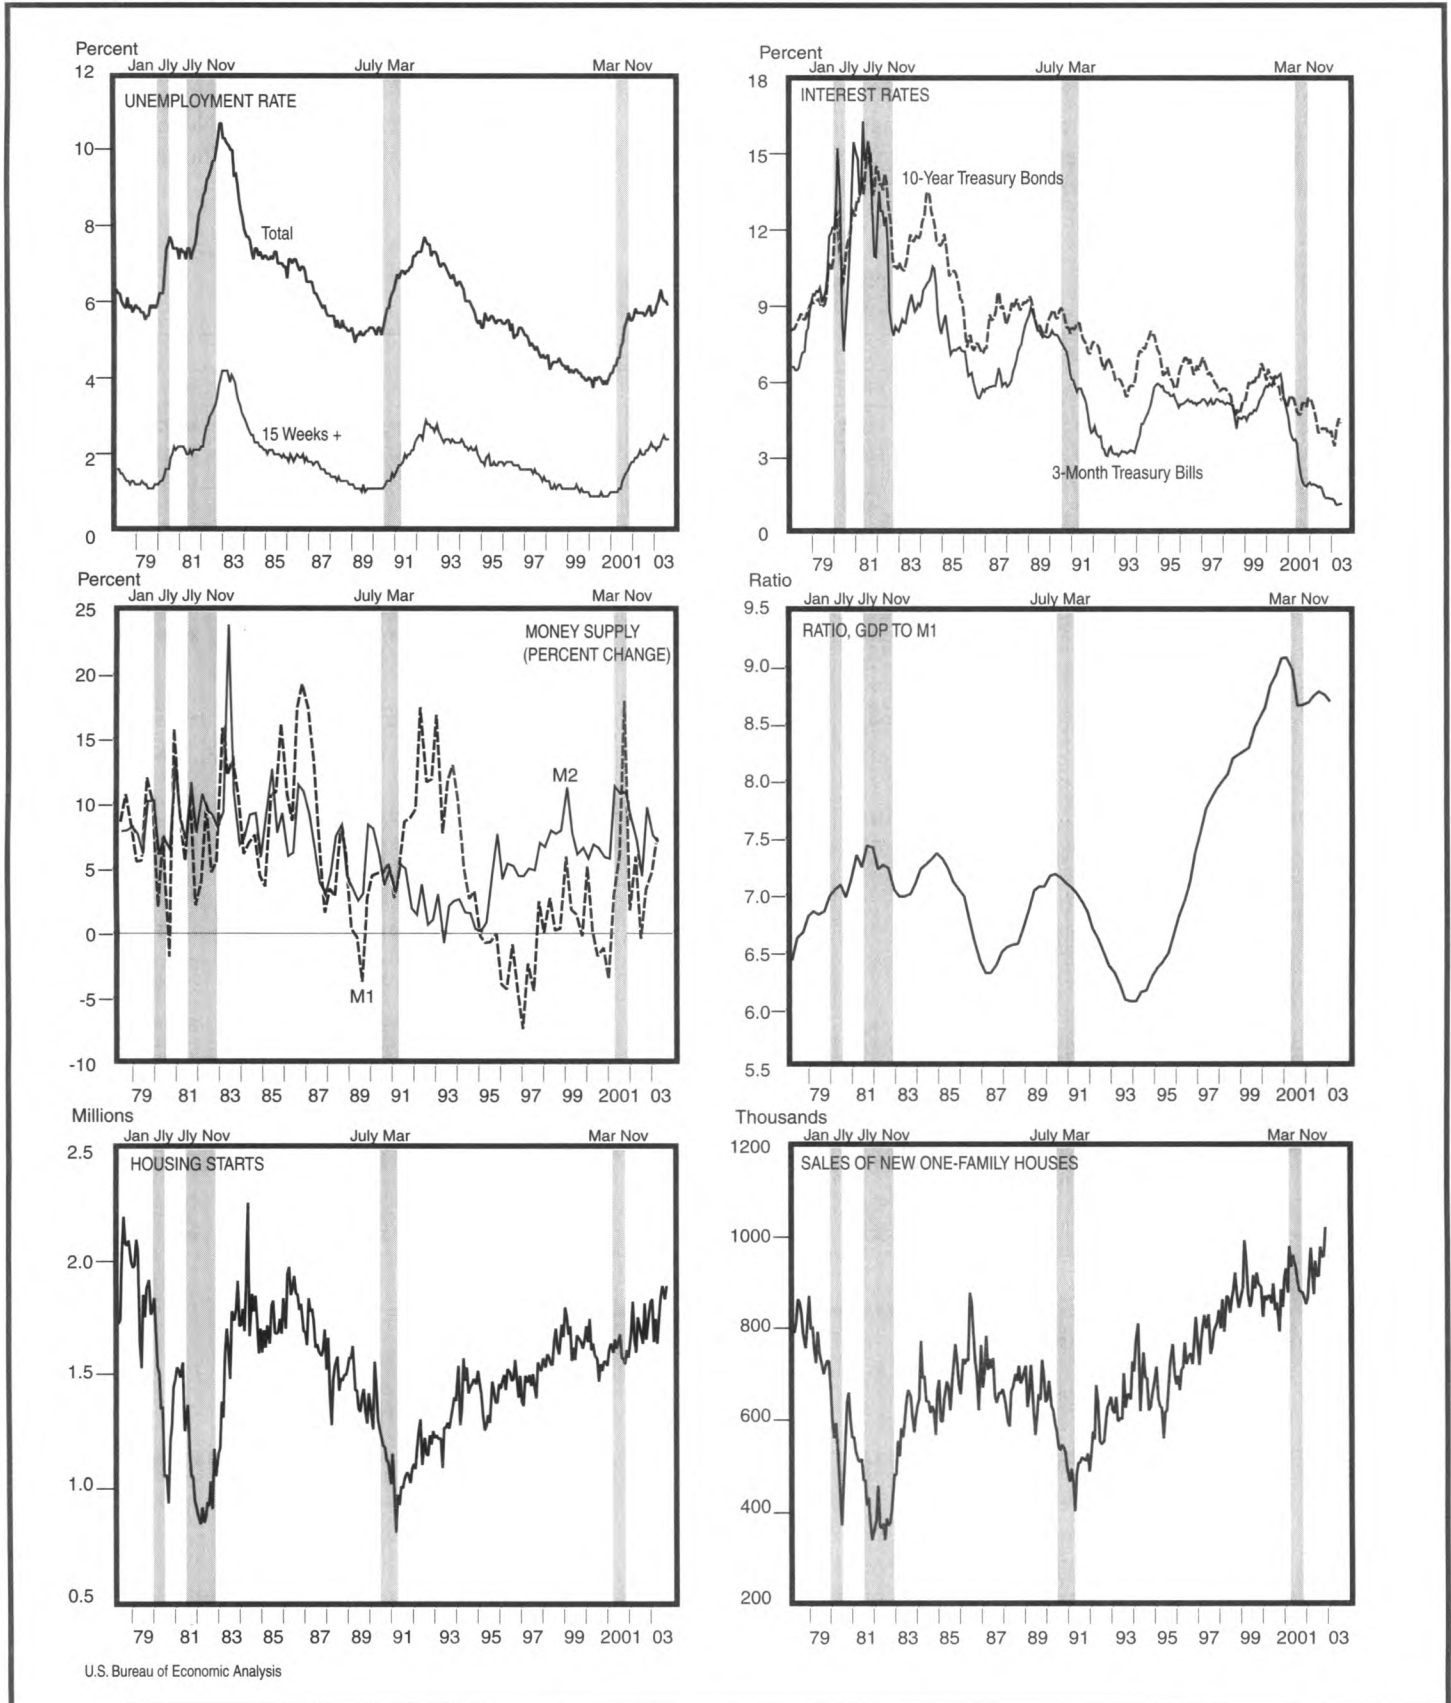 Percent
Jan Jly Jly Nov July Mar Mar Nov
12
UNEMPLOYMENT RATE
10
8
Total
6
4
15 Weeks +
2
0
79 81 83 85 87 89 91 93 95 97 99 2001 03
Percent
Jan Jly Jly Nov July Mar Mar Nov
18
INTEREST RATES
15
10-Year Treasury Bonds
12
9
6
3
3-Month Treasury Bills
0
79 81 83 85 87 89 91 93 95 97 99 2001 03
Percent
Jan Jly Jly Nov July Mar Mar Nov
25
MONEY SUPPLY
(PERCENT CHANGE)
20
15
M2
10
5
0
M1
-5
-10
79 81 83 85 87 89 91 93 95 97 99 2001 03
Ratio
Jan Jly Jly Nov July Mar Mar Nov
9.5
RATIO, GDP TO M1
9.0
8.5
8.0
7.5
7.0
6.5
6.0
5.5
79 81 83 85 87 89 91 93 95 97 99 2001 03
Millions
Jan Jly Jly Nov July Mar Mar Nov
2.5
HOUSING STARTS
2.0
1.5
1.0
0.5
79 81 83 85 87 89 91 93 95 97 99 2001 03
Thousands
Jan Jly Jly Nov July Mar Mar Nov
1200
SALES OF NEW ONE-FAMILY HOUSES
1000
800
600
400
200
79 81 83 85 87 89 91 93 95 97 99 2001 03
U.S. Bureau of Economic Analysis